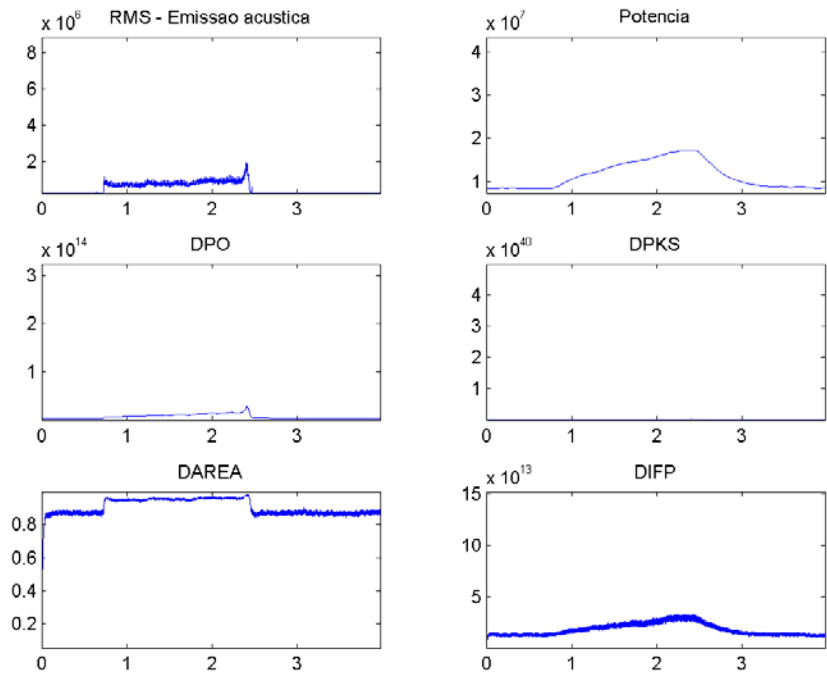 RMS - Emissao acustica
x 10^6
8
6
4
2
0 1 2 3
Potencia
x 10^7
4
3
2
1
0 1 2 3
DPO
x 10^14
3
2
1
0 1 2 3
DPKS
x 10^40
4
3
2
1
0 1 2 3
DAREA
0.8
0.6
0.4
0.2
0 1 2 3
DIFP
x 10^13
15
10
5
0 1 2 3